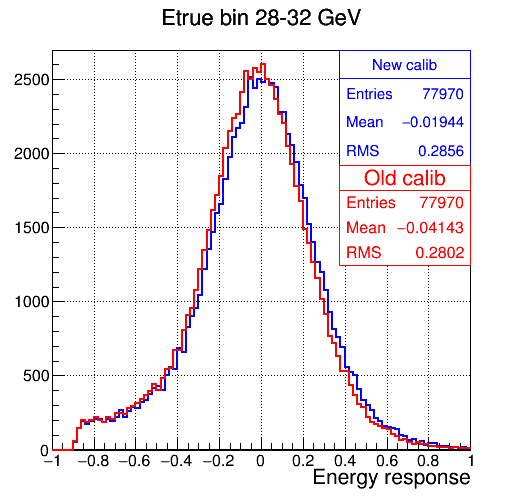 Etrue bin 28-32 GeV
New calib
Entries 77970
Mean −0.01944
RMS 0.2856
Old calib
Entries 77970
Mean −0.04143
RMS 0.2802
2500
2000
1500
1000
500
0
−1 −0.8 −0.6 −0.4 −0.2 0 0.2 0.4 0.6 0.8 1
Energy response